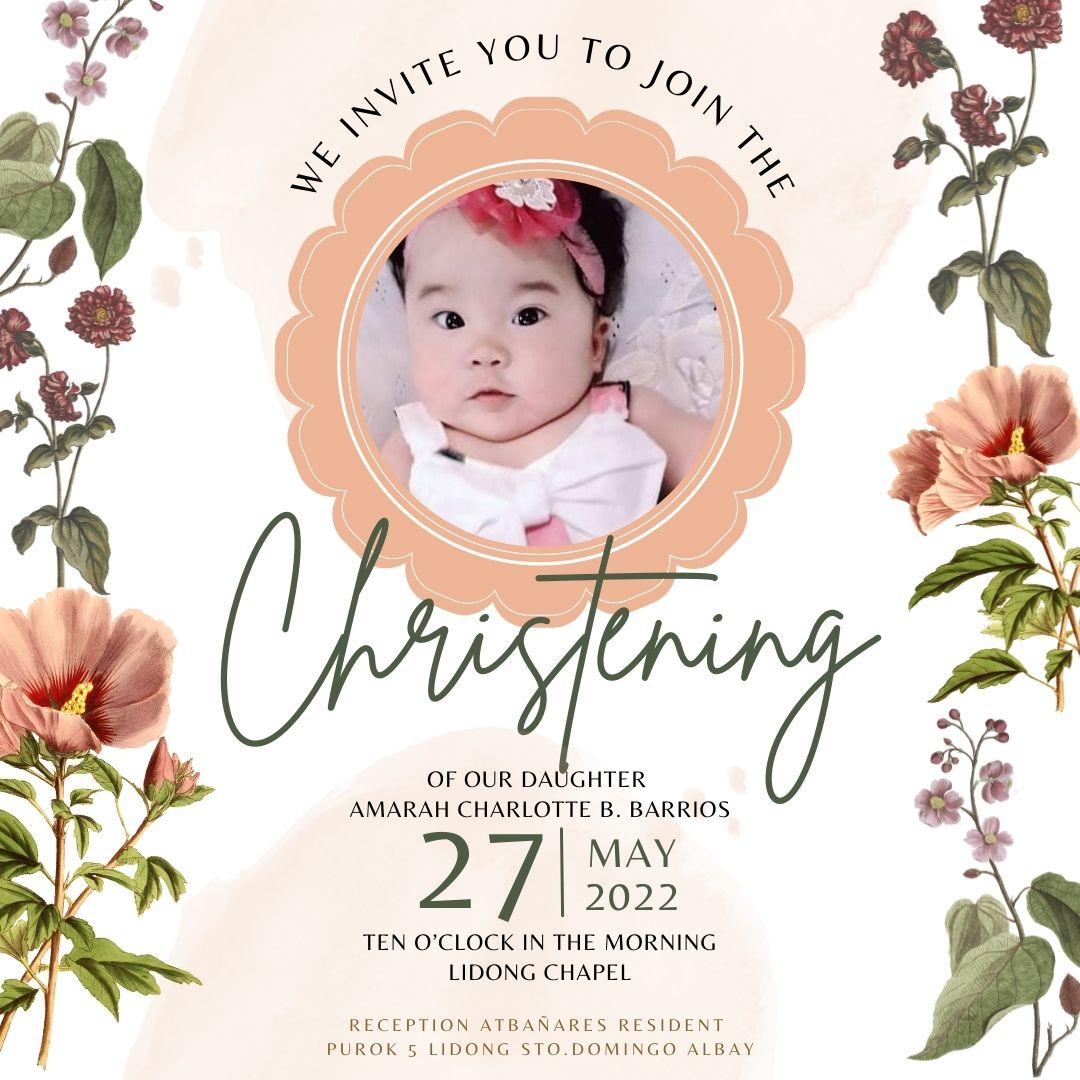 WE INVITE YOU TO JOIN THE
Christening
OF OUR DAUGHTER
AMARAH CHARLOTTE B. BARRIOS
27 | MAY
2022
TEN O'CLOCK IN THE MORNING
LIDONG CHAPEL
RECEPTION ATBAÑARES RESIDENT
PUROK 5 LIDONG STO.DOMINGO ALBAY